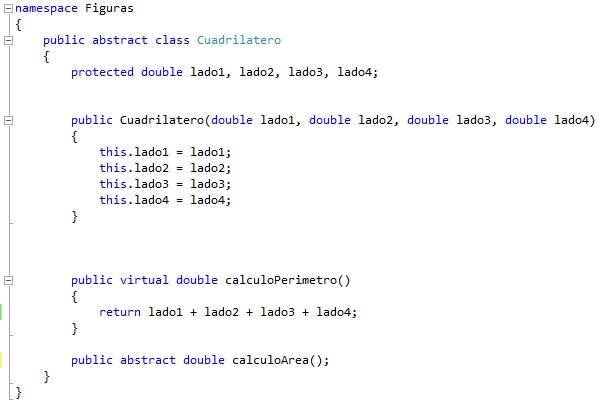 namespace Figuras
{
public abstract class Cuadrilatero
{
protected double lado1, lado2, lado3, lado4;
public Cuadrilatero(double lado1, double lado2, double lado3, double lado4)
{
this.lado1 = lado1;
this.lado2 = lado2;
this.lado3 = lado3;
this.lado4 = lado4;
}
public virtual double calculoPerimetro()
{
return lado1 + lado2 + lado3 + lado4;
}
public abstract double calculoArea();
}
}